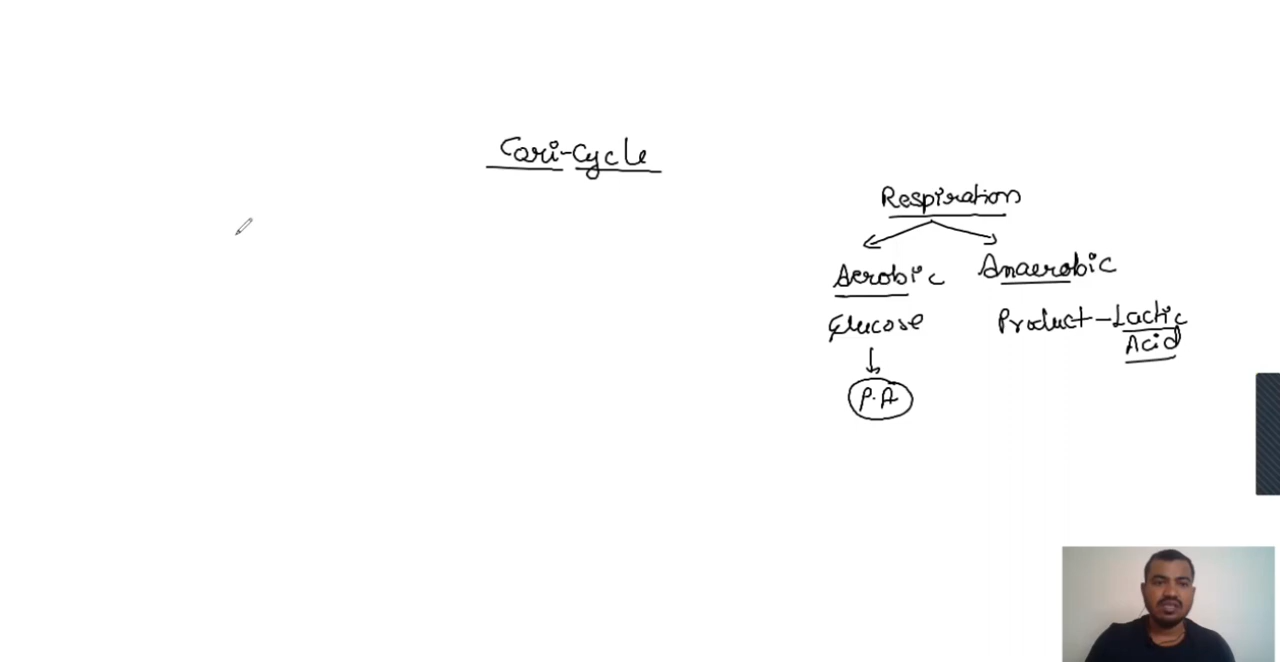 Cori-Cycle
Respiration
Aerobic
Anaerobic
Glucose
Product-Lactic
Acid
P.A